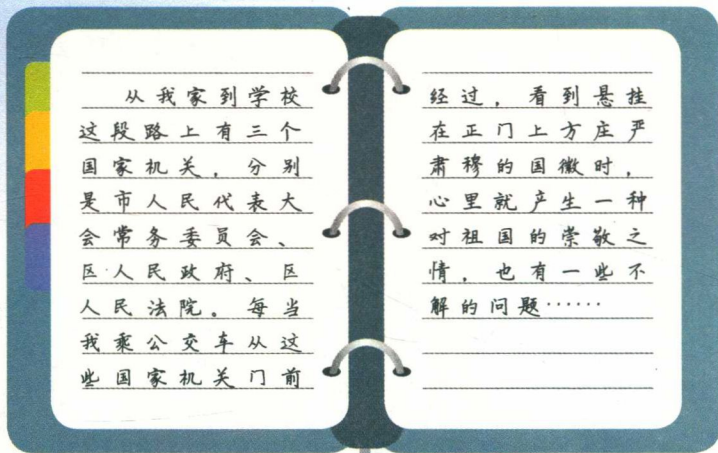 从我家到学校
这段路上有三个
国家机关，分别
是市人民代表大
会常务委员会、
区人民政府、区
人民法院。每当
我乘公交车从这
些国家机关门前
经过，看到悬挂
在正门上方庄严
肃穆的国徽时，
心里就产生一种
对祖国的崇敬之
情，也有一些不
解的问题……